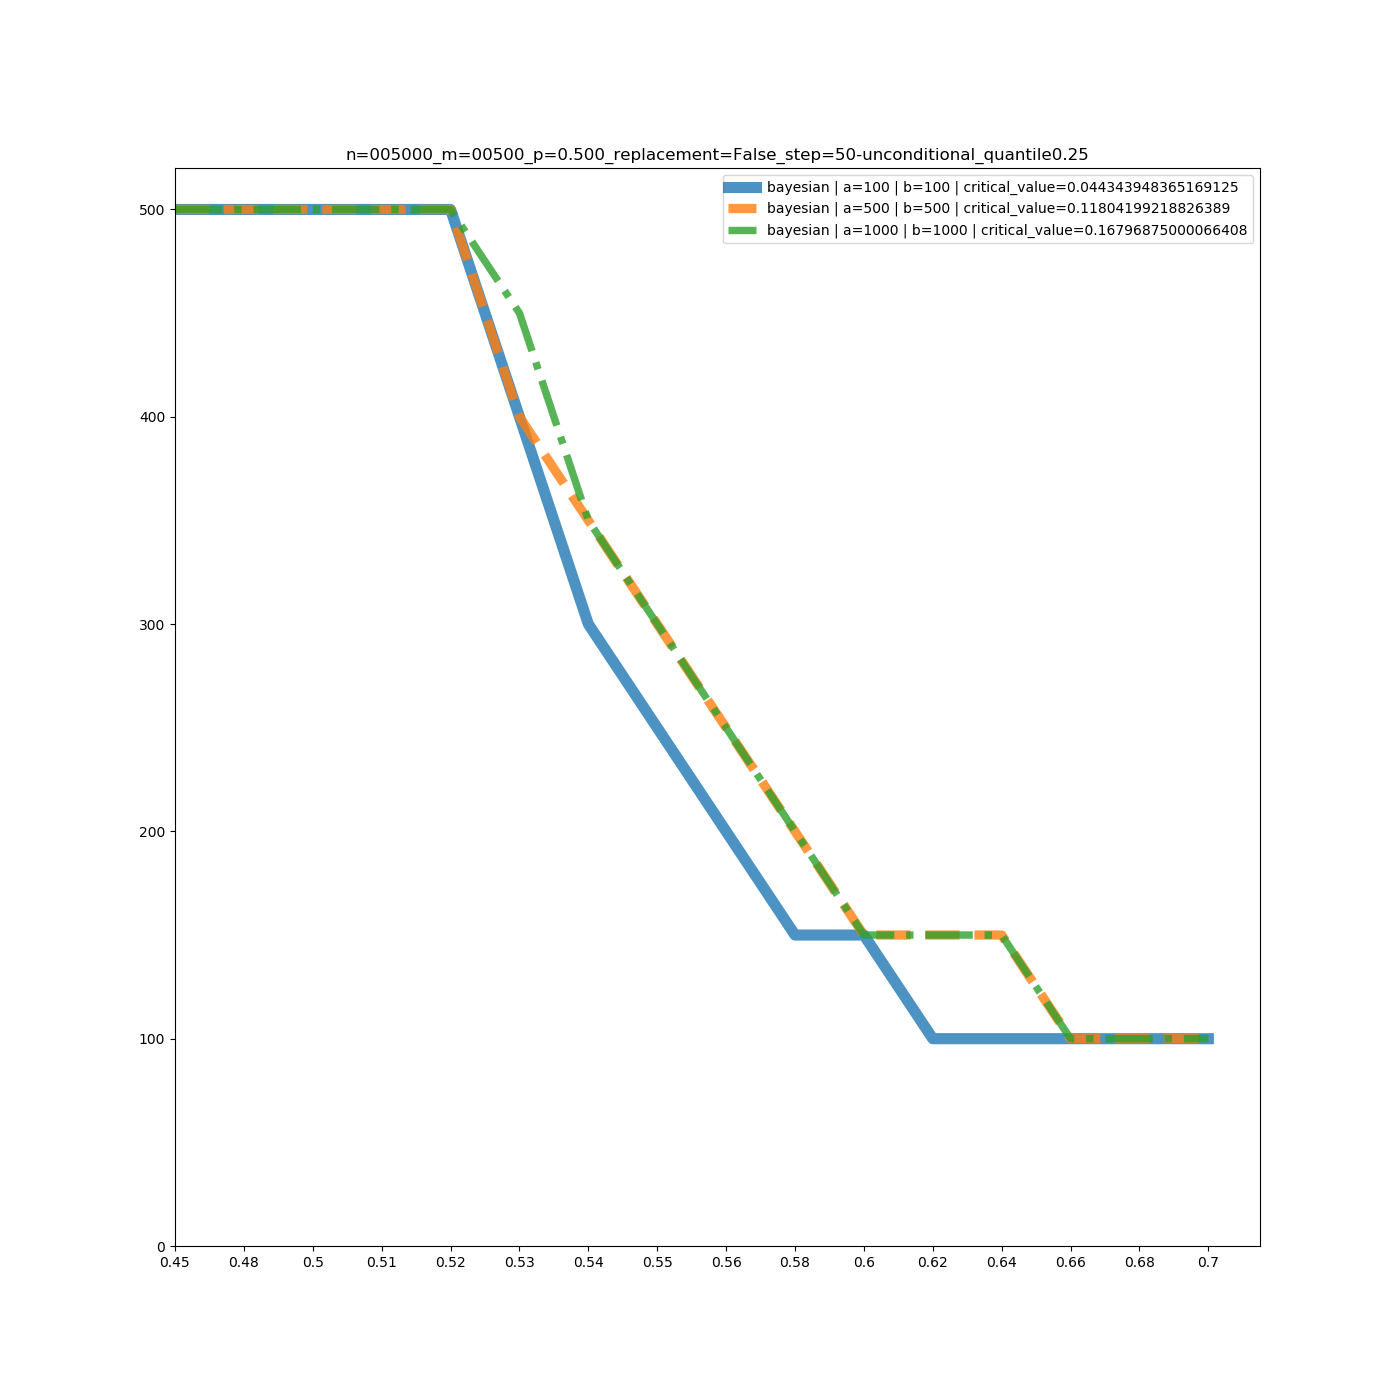 n=005000_m=00500_p=0.500_replacement=False_step=50-unconditional_quantile0.25
bayesian | a=100 | b=100 | critical_value=0.044343948365169125
bayesian | a=500 | b=500 | critical_value=0.11804199218826389
bayesian | a=1000 | b=1000 | critical_value=0.16796875000066408
500
400
300
200
100
0
0.45 0.48 0.5 0.51 0.52 0.53 0.54 0.55 0.56 0.58 0.6 0.62 0.64 0.66 0.68 0.7